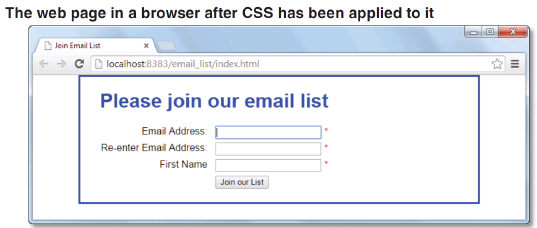 The web page in a browser after CSS has been applied to it
Join Email List
localhost:8383/email_list/index.html
Please join our email list
Email Address: *
Re-enter Email Address: *
First Name *
Join our List